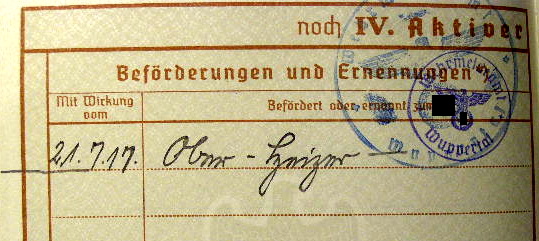 noch IV. Aktiver
Beförderungen und Ernennungen
Mit Wirkung vom
Befördert oder ernannt zum
21.7.17. Ober-Heizer
Wehrmeldeamt
Wuppertal